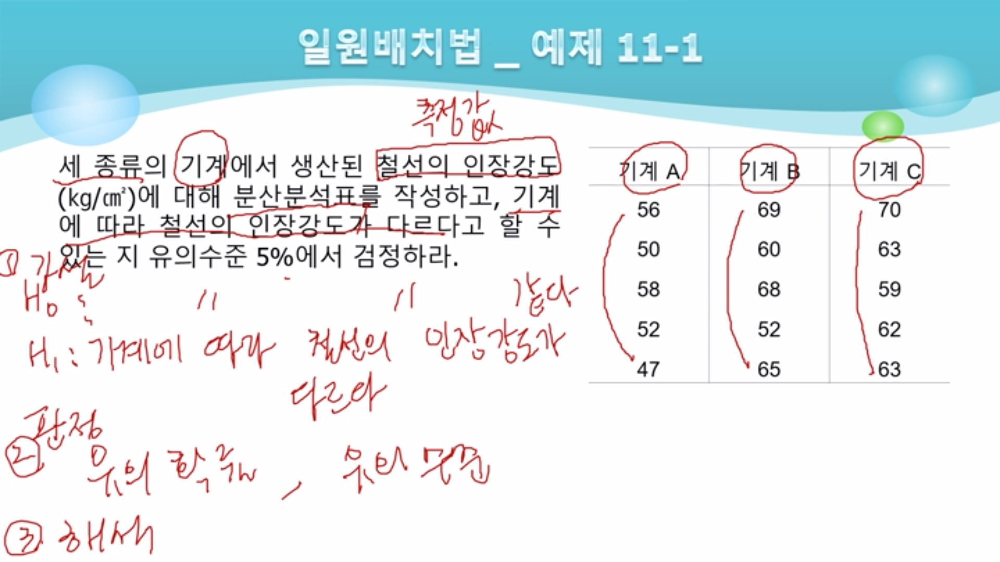 일원배치법 _ 예제 11-1
측정값
세 종류의 기계에서 생산된 철선의 인장강도
(kg/㎠)에 대해 분산분석표를 작성하고, 기계
에 따라 철선의 인장강도가 다르다고 할 수
있는 지 유의수준 5%에서 검정하라.
① 가설
H₀ : 〃 〃 같다
H₁ : 기계에 따라 철선의 인장강도가
다르다
판정
② 유의확률, 유의수준
③ 해석
기계 A 기계 B 기계 C
56 69 70
50 60 63
58 68 59
52 52 62
47 65 63